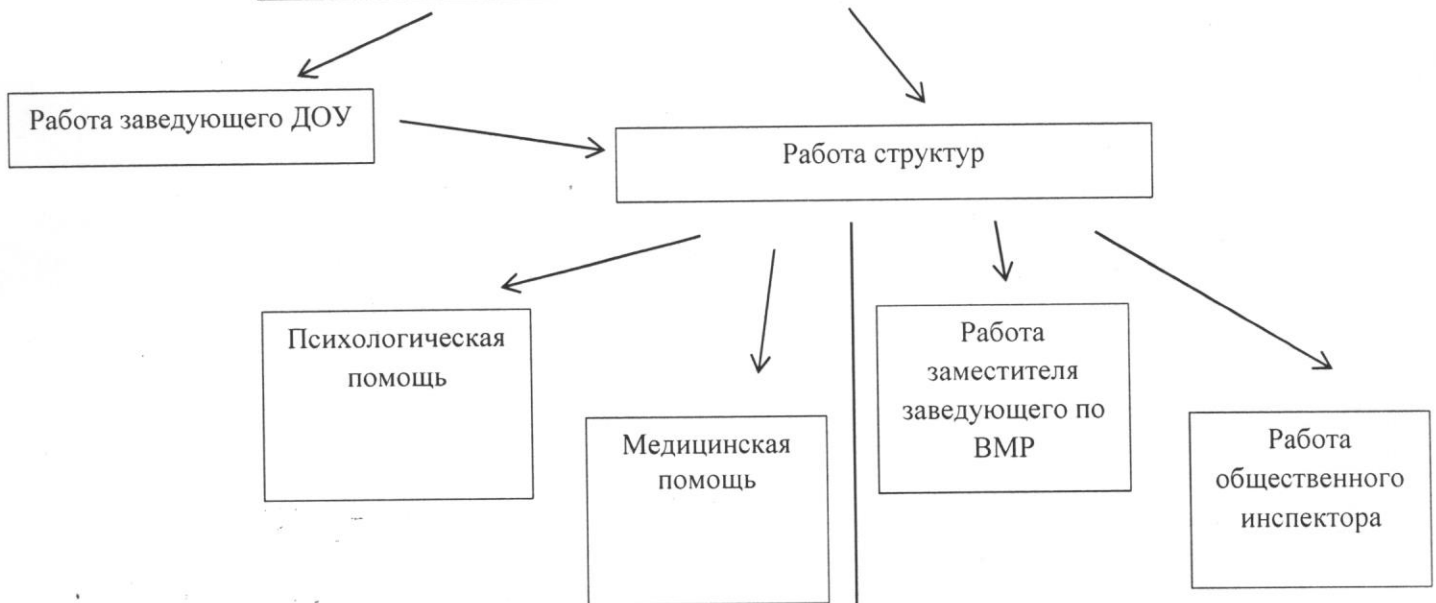 Работа заведующего ДОУ
Работа структур
Психологическая
помощь
Медицинская
помощь
Работа
заместителя
заведующего по
ВМР
Работа
общественного
инспектора